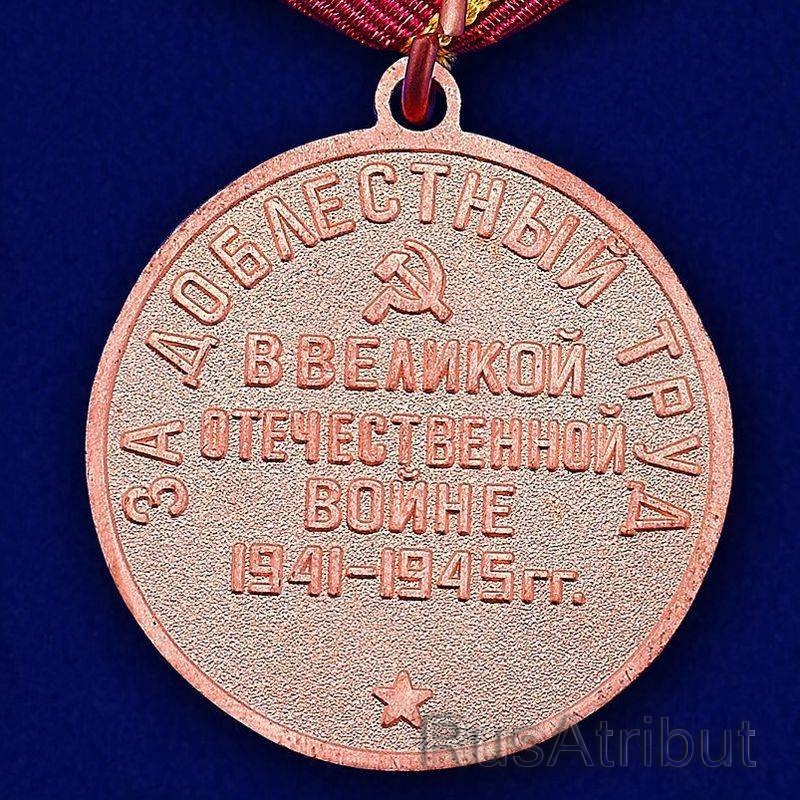 ЗА ДОБЛЕСТНЫЙ ТРУД
В ВЕЛИКОЙ
ОТЕЧЕСТВЕННОЙ
ВОЙНЕ
1941-1945гг.
RusAtribut